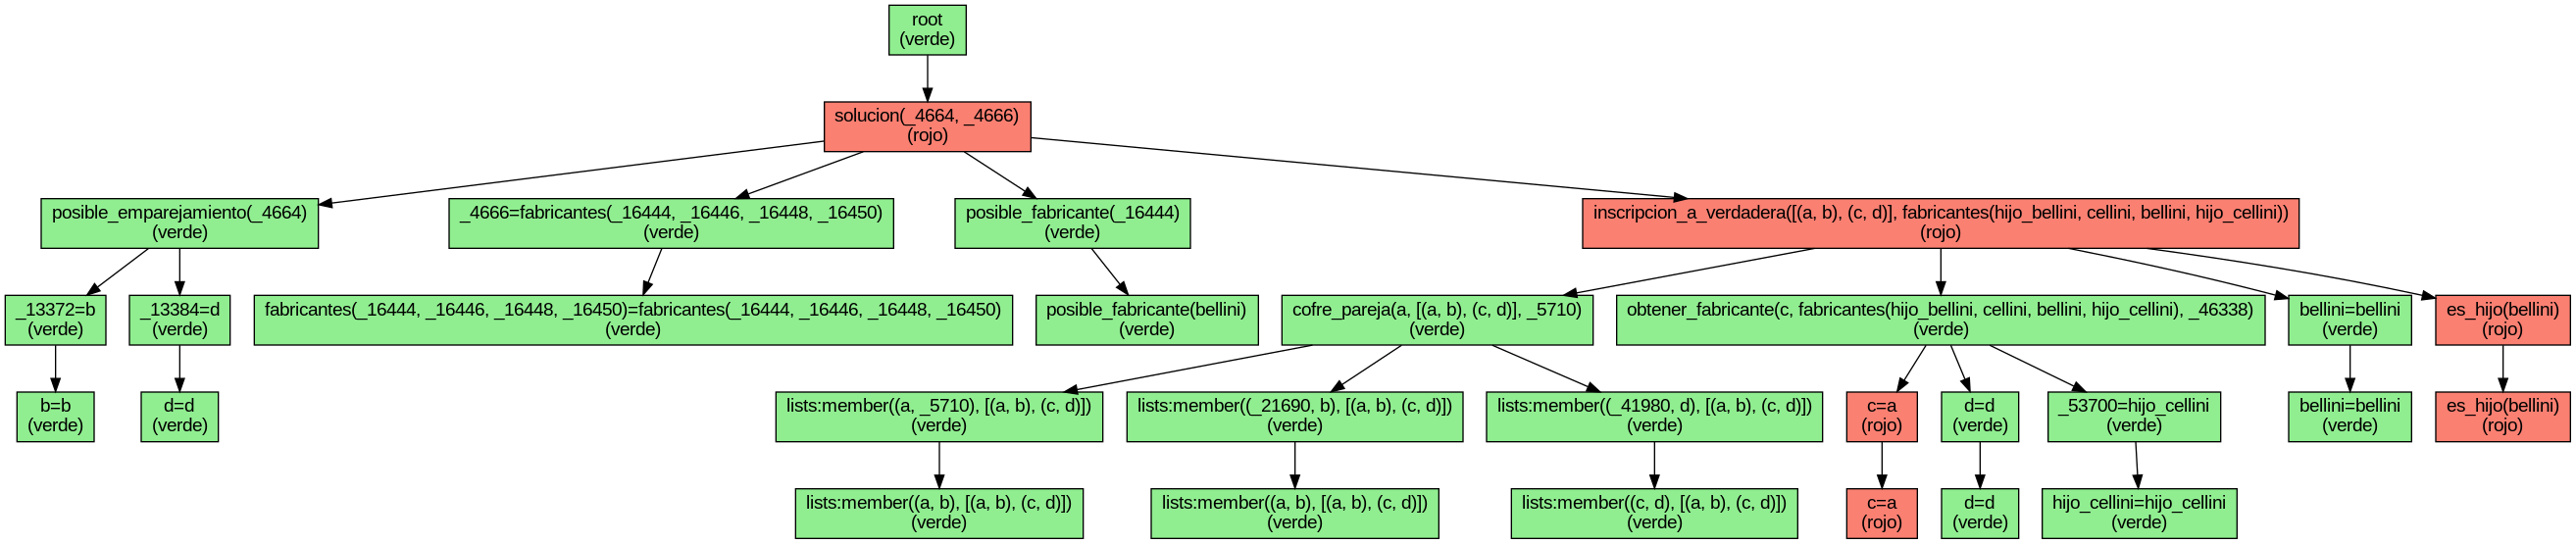 root
(verde)
solucion(_4664, _4666)
(rojo)
posible_emparejamiento(_4664)
(verde)
_4666=fabricantes(_16444, _16446, _16448, _16450)
(verde)
posible_fabricante(_16444)
(verde)
inscripcion_a_verdadera([(a, b), (c, d)], fabricantes(hijo_bellini, cellini, bellini, hijo_cellini))
(rojo)
_13372=b
(verde)
_13384=d
(verde)
fabricantes(_16444, _16446, _16448, _16450)=fabricantes(_16444, _16446, _16448, _16450)
(verde)
posible_fabricante(bellini)
(verde)
cofre_pareja(a, [(a, b), (c, d)], _5710)
(verde)
obtener_fabricante(c, fabricantes(hijo_bellini, cellini, bellini, hijo_cellini), _46338)
(verde)
bellini=bellini
(verde)
es_hijo(bellini)
(rojo)
b=b
(verde)
d=d
(verde)
lists:member((a, _5710), [(a, b), (c, d)])
(verde)
lists:member((_21690, b), [(a, b), (c, d)])
(verde)
lists:member((_41980, d), [(a, b), (c, d)])
(verde)
c=a
(rojo)
d=d
(verde)
_53700=hijo_cellini
(verde)
bellini=bellini
(verde)
es_hijo(bellini)
(rojo)
lists:member((a, b), [(a, b), (c, d)])
(verde)
lists:member((a, b), [(a, b), (c, d)])
(verde)
lists:member((c, d), [(a, b), (c, d)])
(verde)
c=a
(rojo)
d=d
(verde)
hijo_cellini=hijo_cellini
(verde)